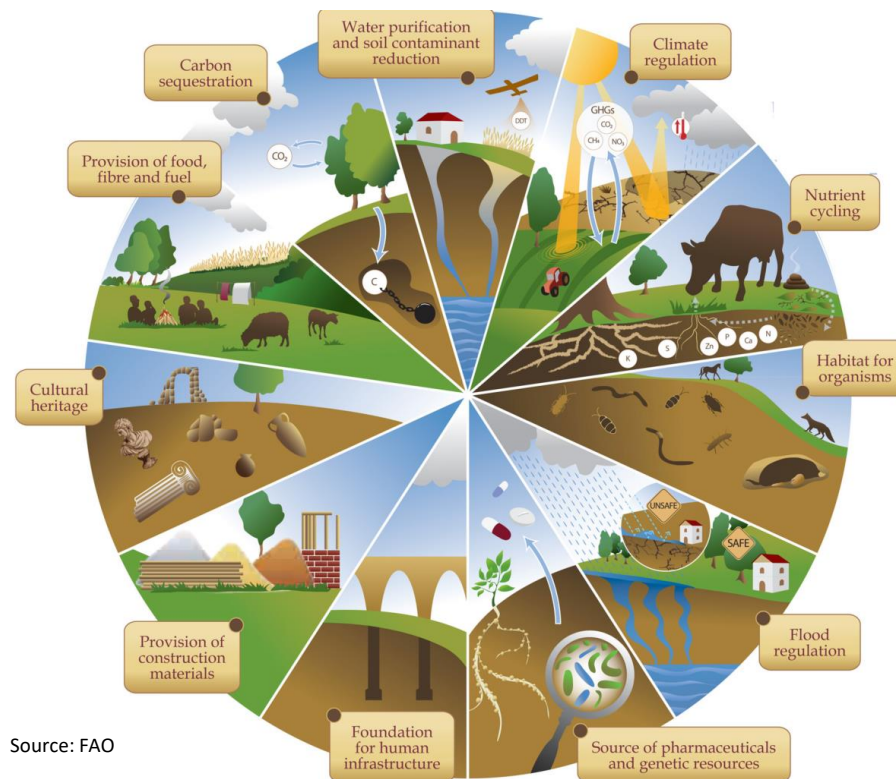 Water purification
and soil contaminant
reduction
Climate
regulation
Carbon
sequestration
DDT
GHGs
CO₂
CH₄
NO₃
CO₂
Provision of food,
fibre and fuel
Nutrient
cycling
C
K
S
Zn
P
Ca
N
Cultural
heritage
Habitat for
organisms
UNSAFE
SAFE
Provision of
construction
materials
Flood
regulation
Foundation
for human
infrastructure
Source of pharmaceuticals
and genetic resources
Source: FAO